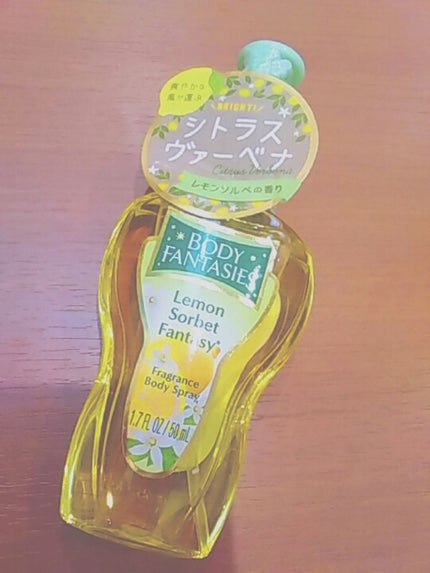 爽やかな
風が運ぶ
BRIGHT!
シトラス
ヴァーベナ
Citrus Verbena
レモンソルベの香り
BODY
FANTASIES
Lemon
Sorbet
Fantasy
Fragrance
Body Spray
1.7 FL OZ / 50 mL